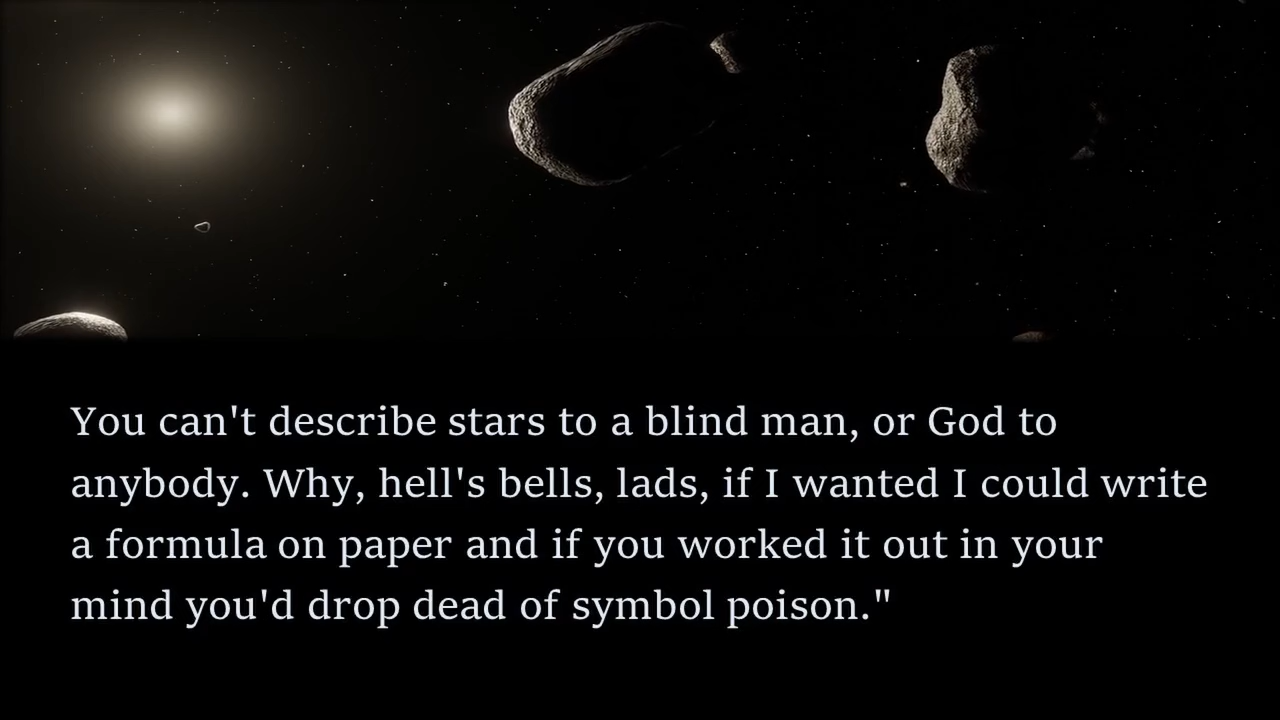 You can't describe stars to a blind man, or God to
anybody. Why, hell's bells, lads, if I wanted I could write
a formula on paper and if you worked it out in your
mind you'd drop dead of symbol poison."